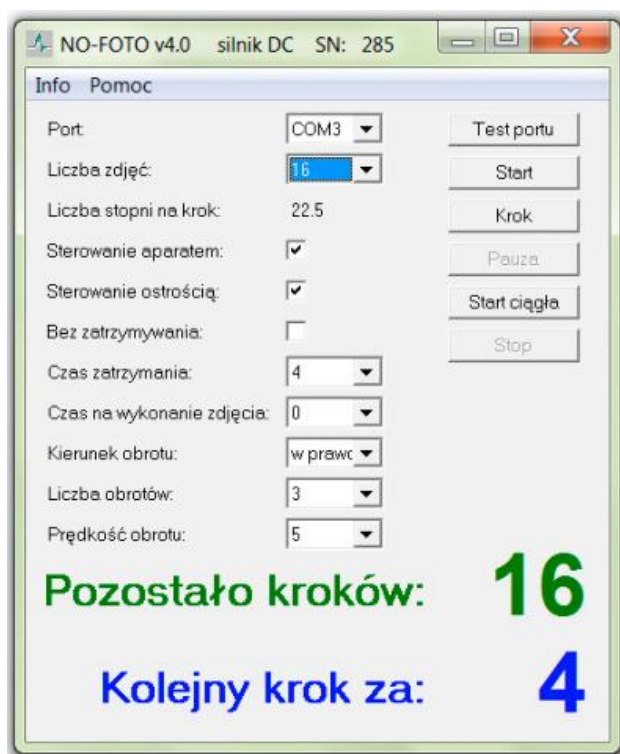 NO-FOTO v4.0 silnik DC SN: 285
Info Pomoc
Port COM3 Test portu
Liczba zdjęć: 16 Start
Liczba stopni na krok: 22.5 Krok
Sterowanie aparatem: Pauza
Sterowanie ostrością: Start ciągła
Bez zatrzymywania: Stop
Czas zatrzymania: 4
Czas na wykonanie zdjęcia: 0
Kierunek obrotu: w prawo
Liczba obrotów: 3
Prędkość obrotu: 5
Pozostało kroków: 16
Kolejny krok za: 4